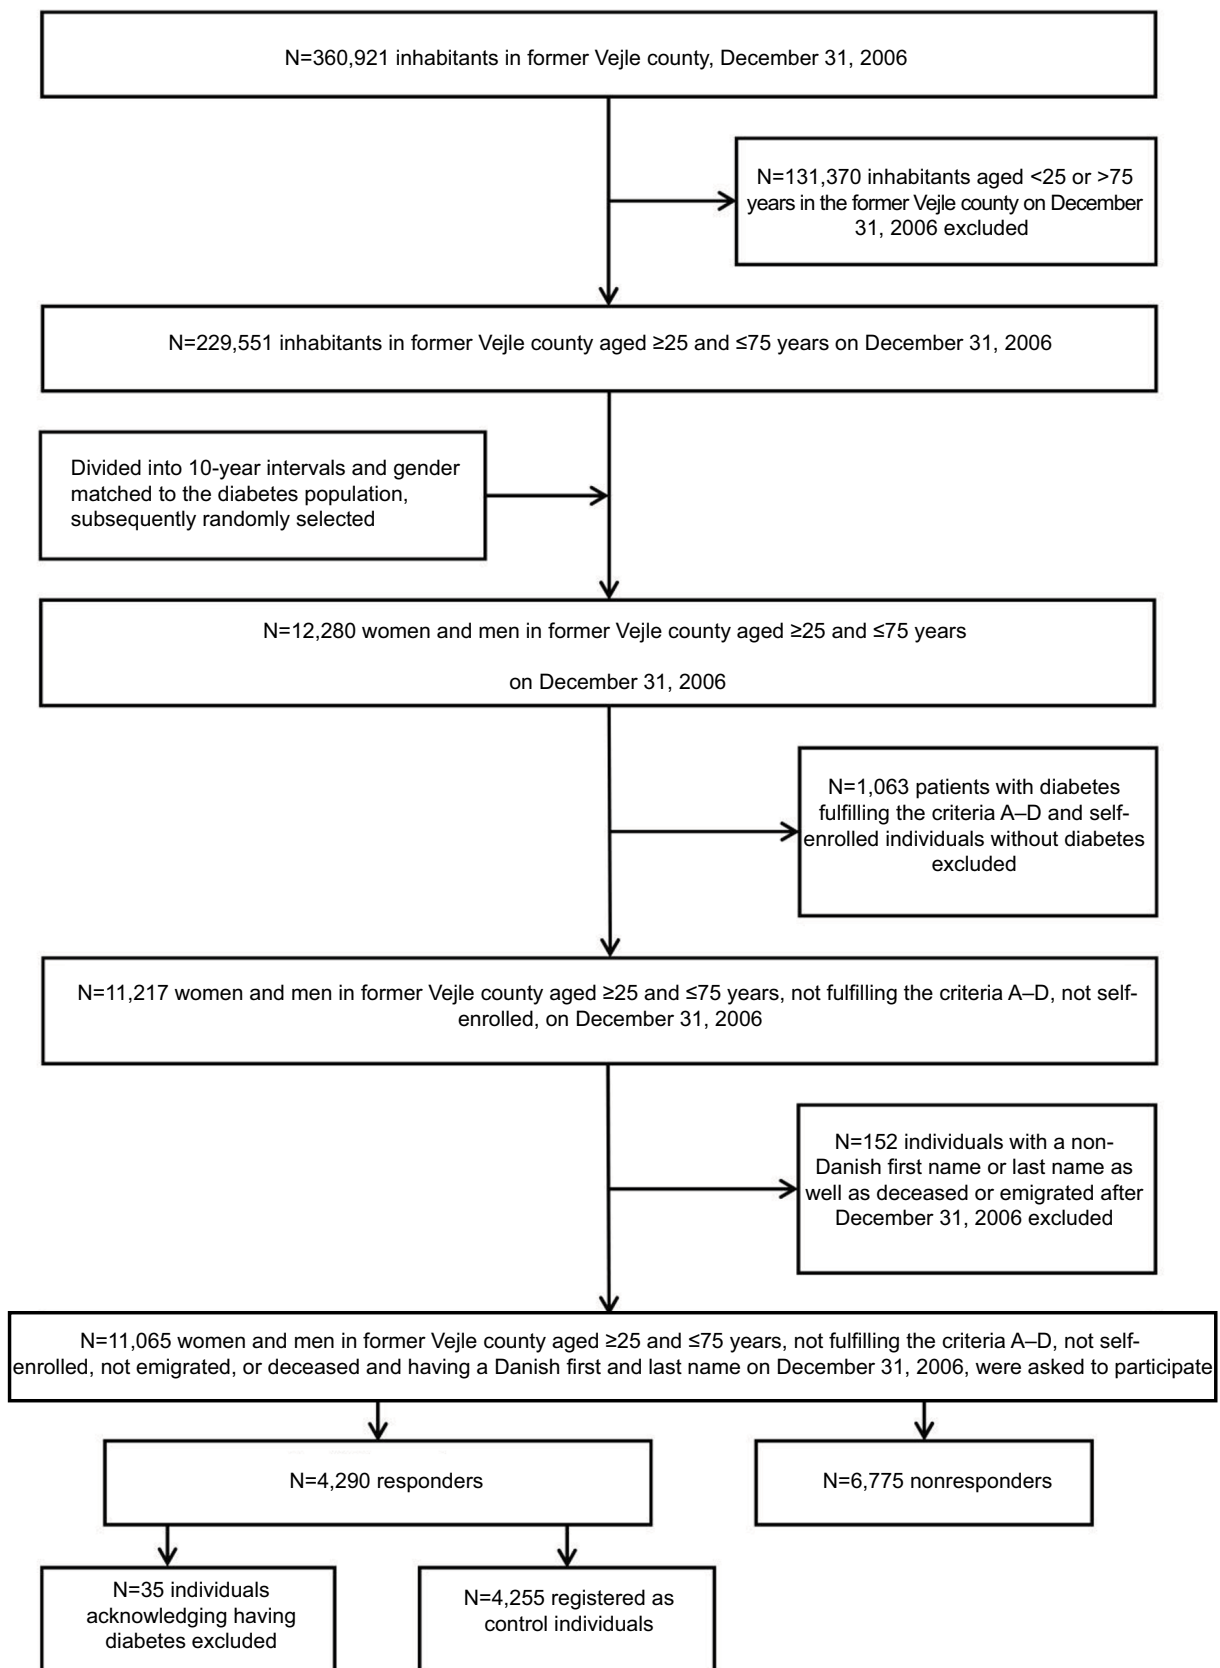 N=360,921 inhabitants in former Vejle county, December 31, 2006
N=131,370 inhabitants aged <25 or >75
years in the former Vejle county on December
31, 2006 excluded
N=229,551 inhabitants in former Vejle county aged ≥25 and ≤75 years on December 31, 2006
Divided into 10-year intervals and gender
matched to the diabetes population,
subsequently randomly selected
N=12,280 women and men in former Vejle county aged ≥25 and ≤75 years
on December 31, 2006
N=1,063 patients with diabetes
fulfilling the criteria A–D and self-
enrolled individuals without diabetes
excluded
N=11,217 women and men in former Vejle county aged ≥25 and ≤75 years, not fulfilling the criteria A–D, not self-
enrolled, on December 31, 2006
N=152 individuals with a non-
Danish first name or last name as
well as deceased or emigrated after
December 31, 2006 excluded
N=11,065 women and men in former Vejle county aged ≥25 and ≤75 years, not fulfilling the criteria A–D, not self-
enrolled, not emigrated, or deceased and having a Danish first and last name on December 31, 2006, were asked to participate
N=4,290 responders
N=6,775 nonresponders
N=35 individuals
acknowledging having
diabetes excluded
N=4,255 registered as
control individuals